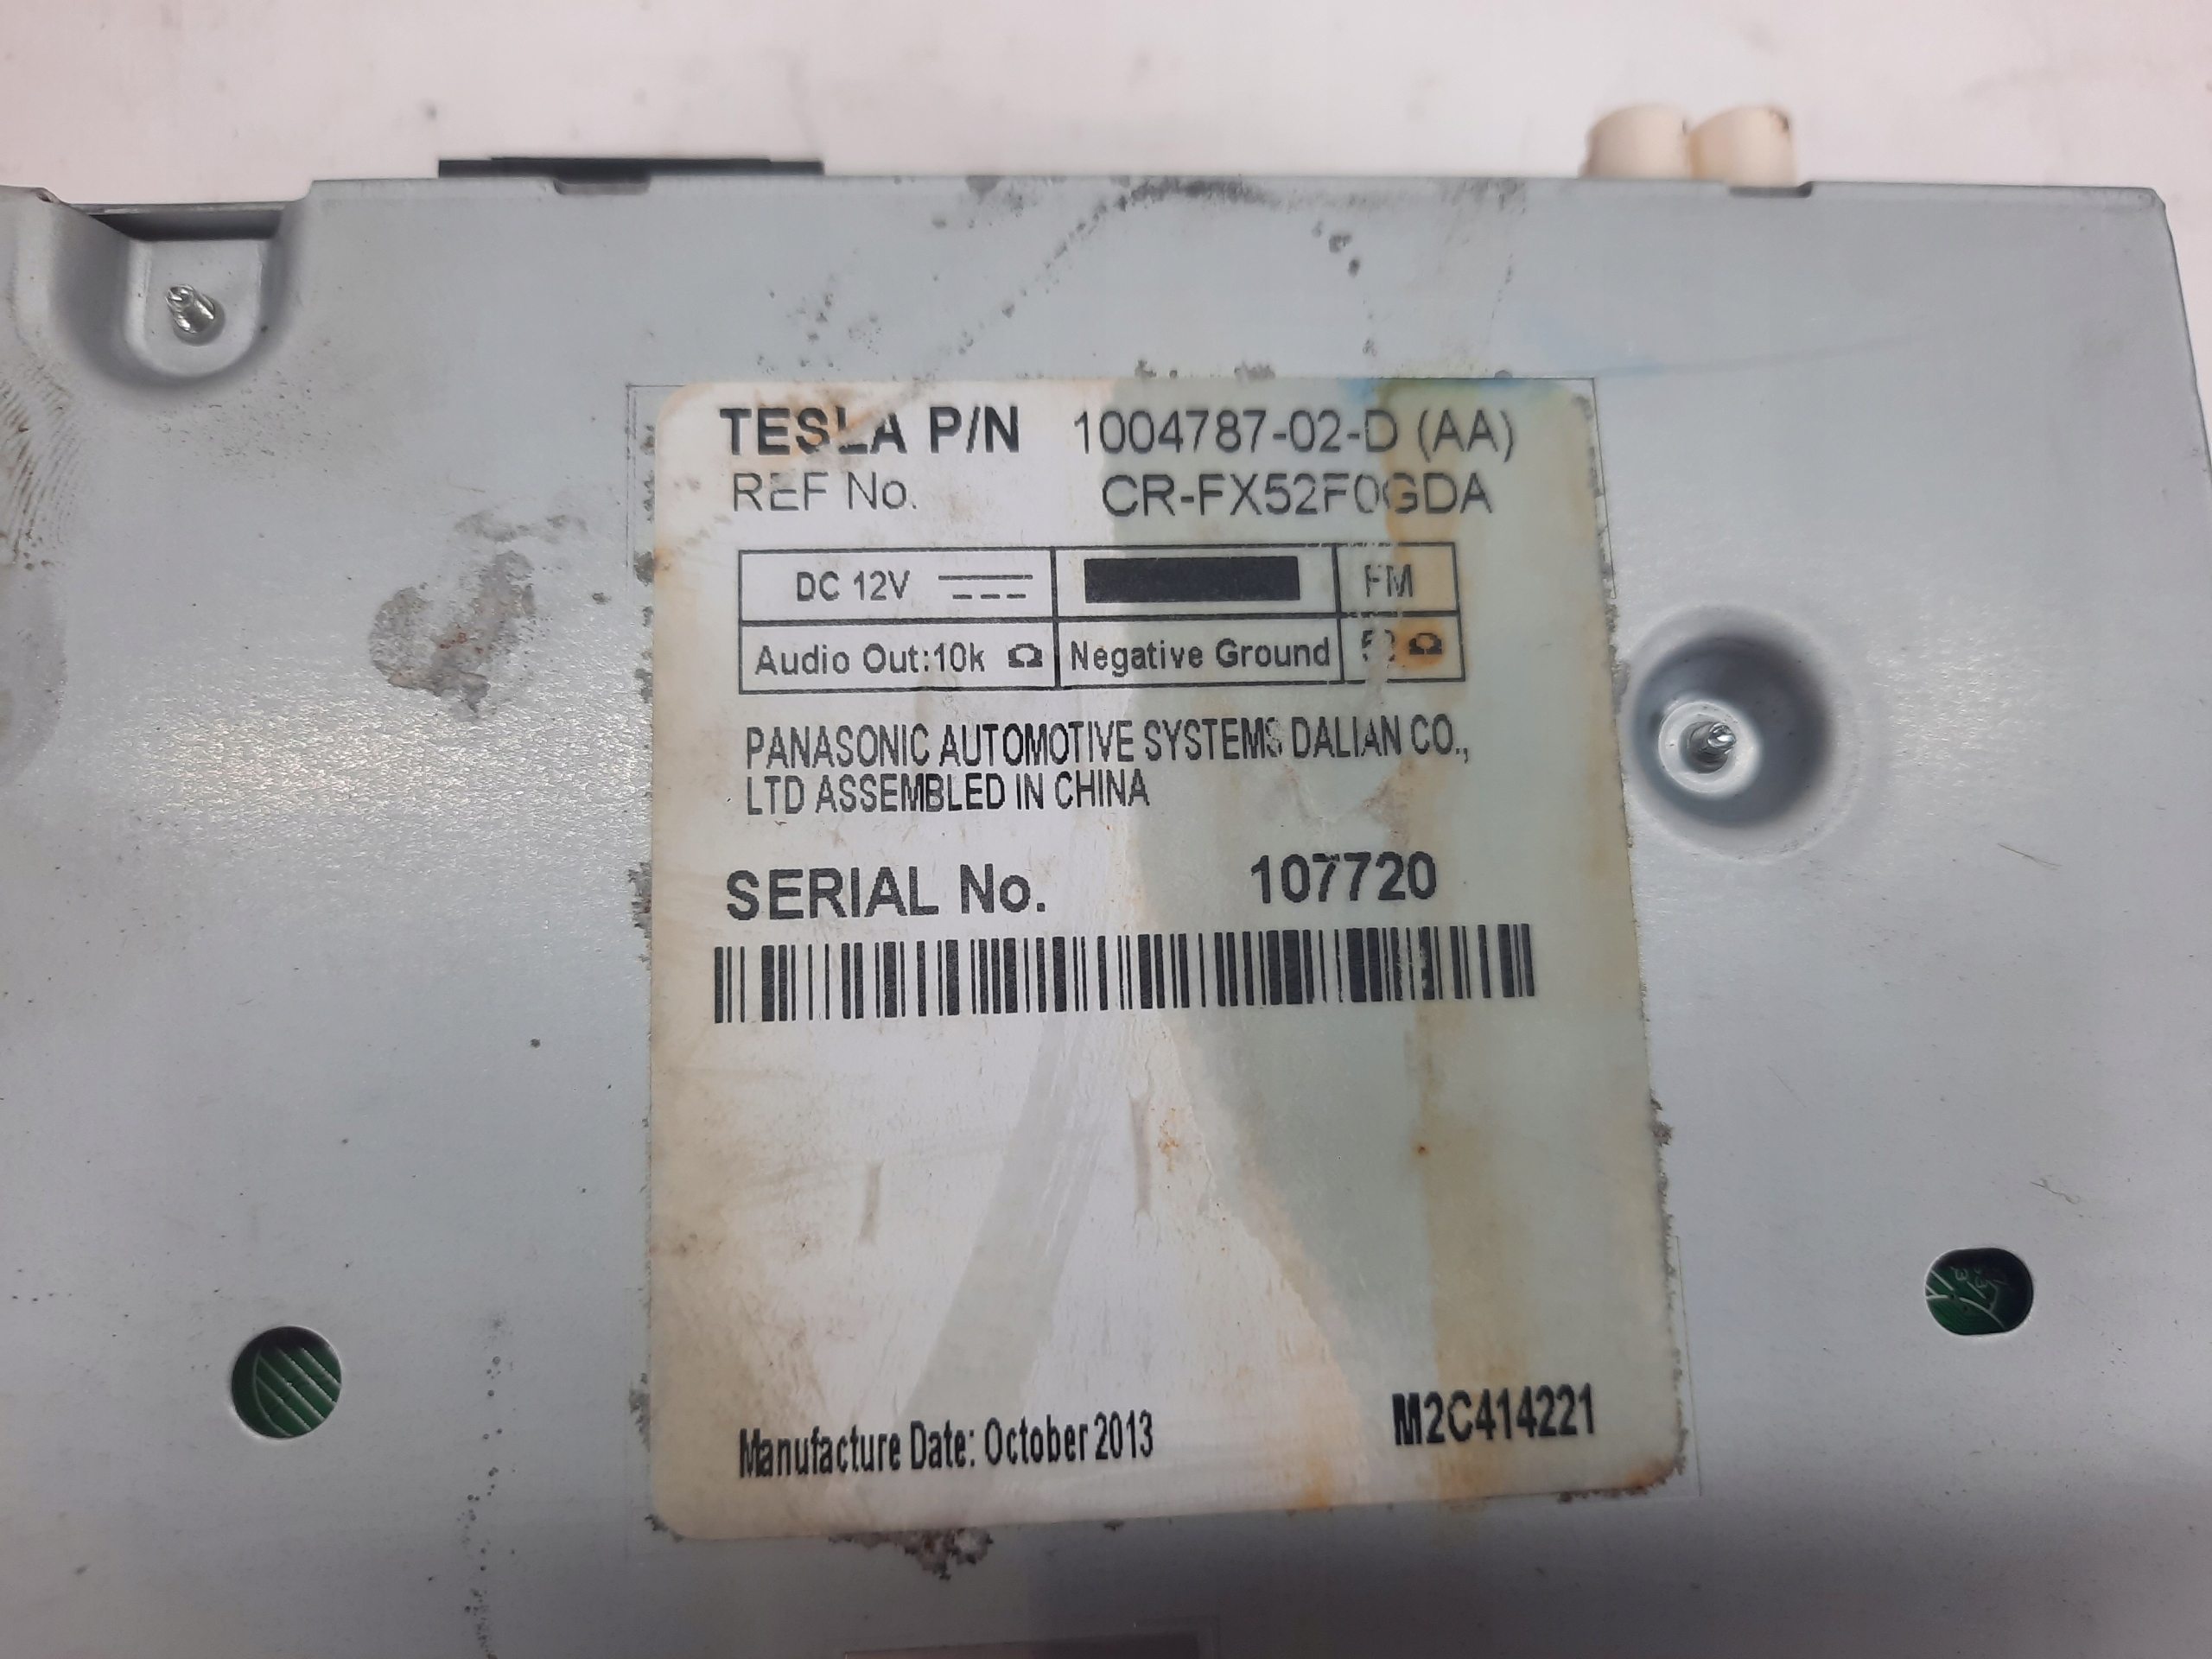 TESLA P/N 1004787-02-D (AA)
REF No. CR-FX52F0GDA
DC 12V FM
Audio Out:10k Ω Negative Ground Ω
PANASONIC AUTOMOTIVE SYSTEMS DALIAN CO.,
LTD ASSEMBLED IN CHINA
SERIAL No. 107720
Manufacture Date: October 2013 M2C414221